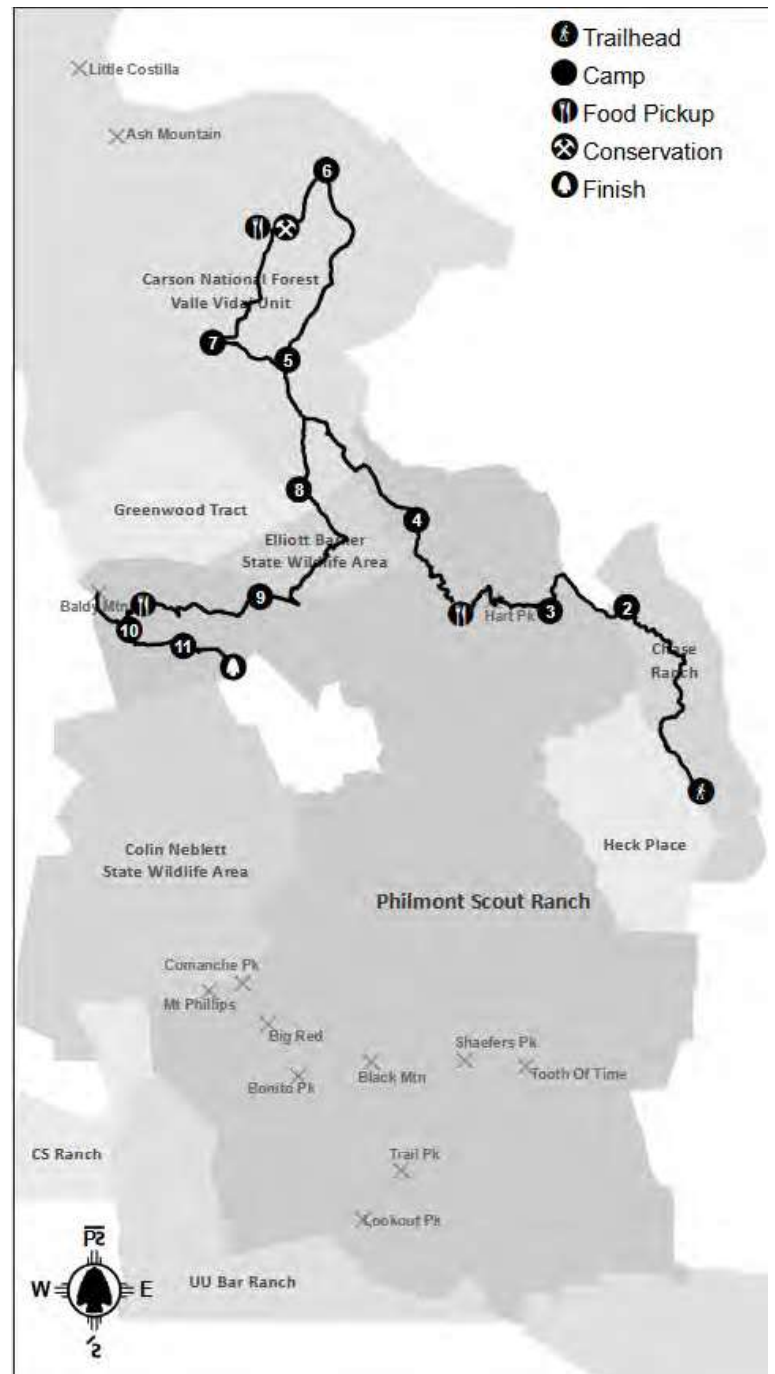 Trailhead
Camp
Food Pickup
Conservation
Finish
Little Costilla
Ash Mountain
6
Carson National Forest
Valle Vidal Unit
7
5
8
Greenwood Tract
4
Elliott Barker
State Wildlife Area
Baldy Mtn
9
Hart Pk
3
2
Chase
Ranch
10
11
Heck Place
Colin Neblett
State Wildlife Area
Philmont Scout Ranch
Comanche Pk
Mt Phillips
Big Red
Shaefers Pk
Bonito Pk
Black Mtn
Tooth Of Time
CS Ranch
Trail Pk
Lookout Pk
W
E
UU Bar Ranch